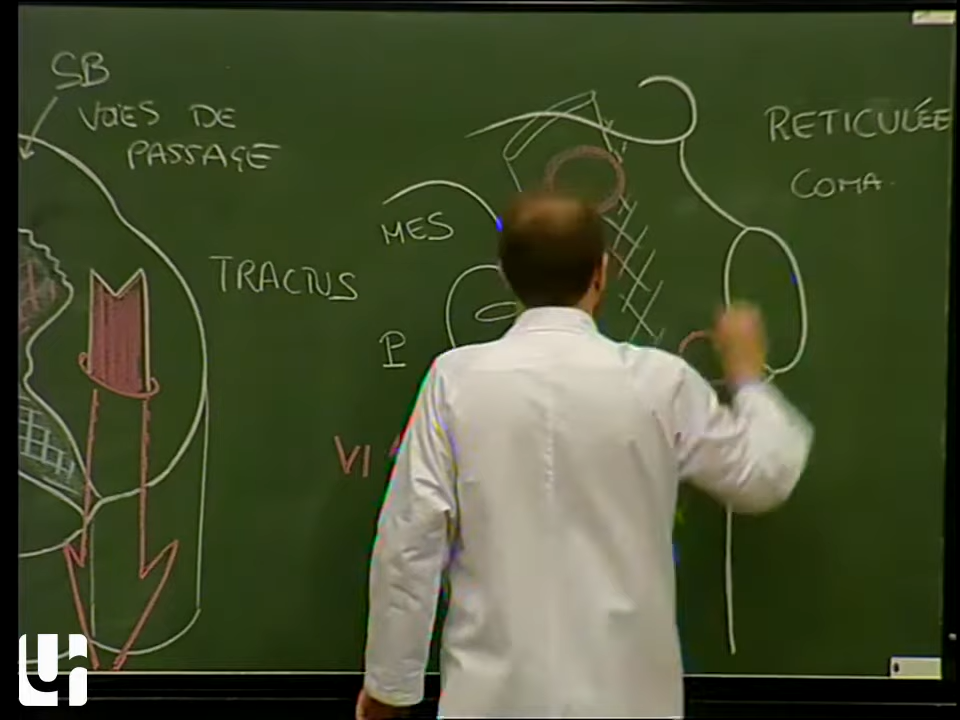 SB
VOIES DE
PASSAGE
TRACTUS
MES
P
VI
RETICULÉE
COMA